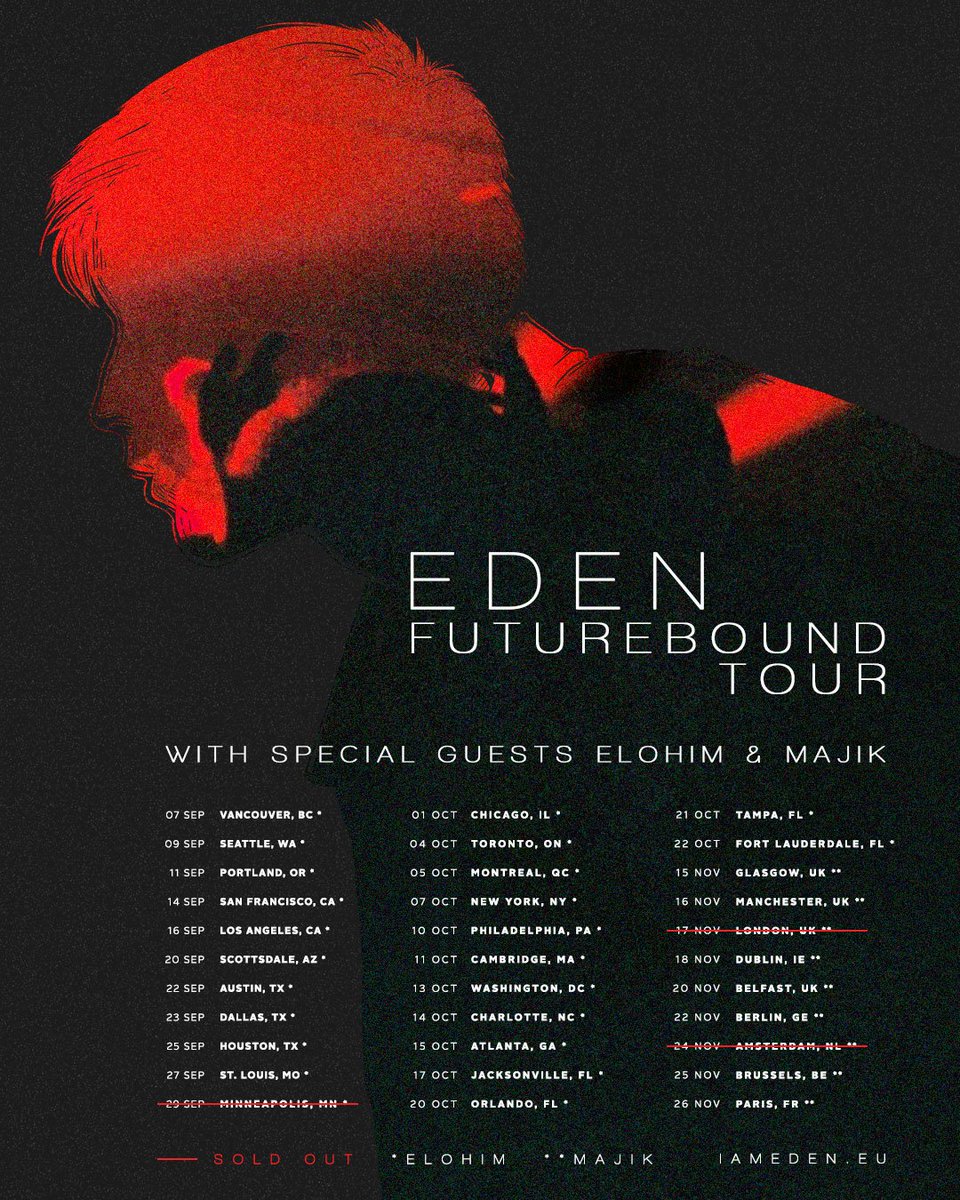 EDEN
FUTUREBOUND
TOUR
WITH SPECIAL GUESTS ELOHIM & MAJIK
07 SEP VANCOUVER, BC *
09 SEP SEATTLE, WA *
11 SEP PORTLAND, OR *
14 SEP SAN FRANCISCO, CA *
16 SEP LOS ANGELES, CA *
20 SEP SCOTTSDALE, AZ *
22 SEP AUSTIN, TX *
23 SEP DALLAS, TX *
25 SEP HOUSTON, TX *
27 SEP ST. LOUIS, MO *
29 SEP MINNEAPOLIS, MN *
01 OCT CHICAGO, IL *
04 OCT TORONTO, ON *
05 OCT MONTREAL, QC *
07 OCT NEW YORK, NY *
10 OCT PHILADELPHIA, PA *
11 OCT CAMBRIDGE, MA *
13 OCT WASHINGTON, DC *
14 OCT CHARLOTTE, NC *
15 OCT ATLANTA, GA *
17 OCT JACKSONVILLE, FL *
20 OCT ORLANDO, FL *
21 OCT TAMPA, FL *
22 OCT FORT LAUDERDALE, FL *
15 NOV GLASGOW, UK **
16 NOV MANCHESTER, UK **
17 NOV LONDON, UK **
18 NOV DUBLIN, IE **
20 NOV BELFAST, UK **
22 NOV BERLIN, GE **
24 NOV AMSTERDAM, NL **
25 NOV BRUSSELS, BE **
26 NOV PARIS, FR **
SOLD OUT *ELOHIM **MAJIK IAMEDEN.EU